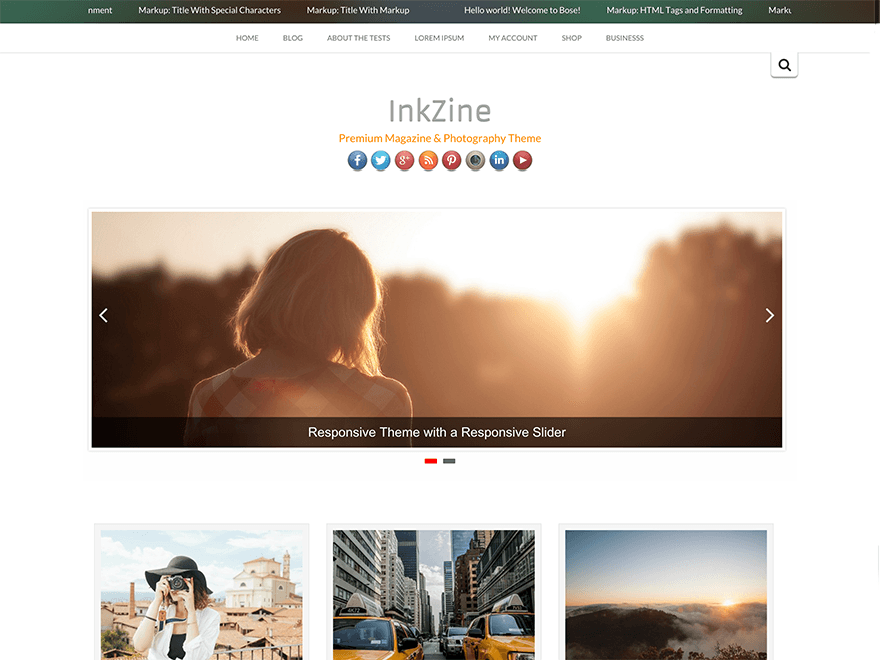 nment Markup: Title With Special Characters Markup: Title With Markup Hello world! Welcome to Bose! Markup: HTML Tags and Formatting Marku
HOME BLOG ABOUT THE TESTS LOREM IPSUM MY ACCOUNT SHOP BUSINESSS
InkZine
Premium Magazine & Photography Theme
Responsive Theme with a Responsive Slider
4K72